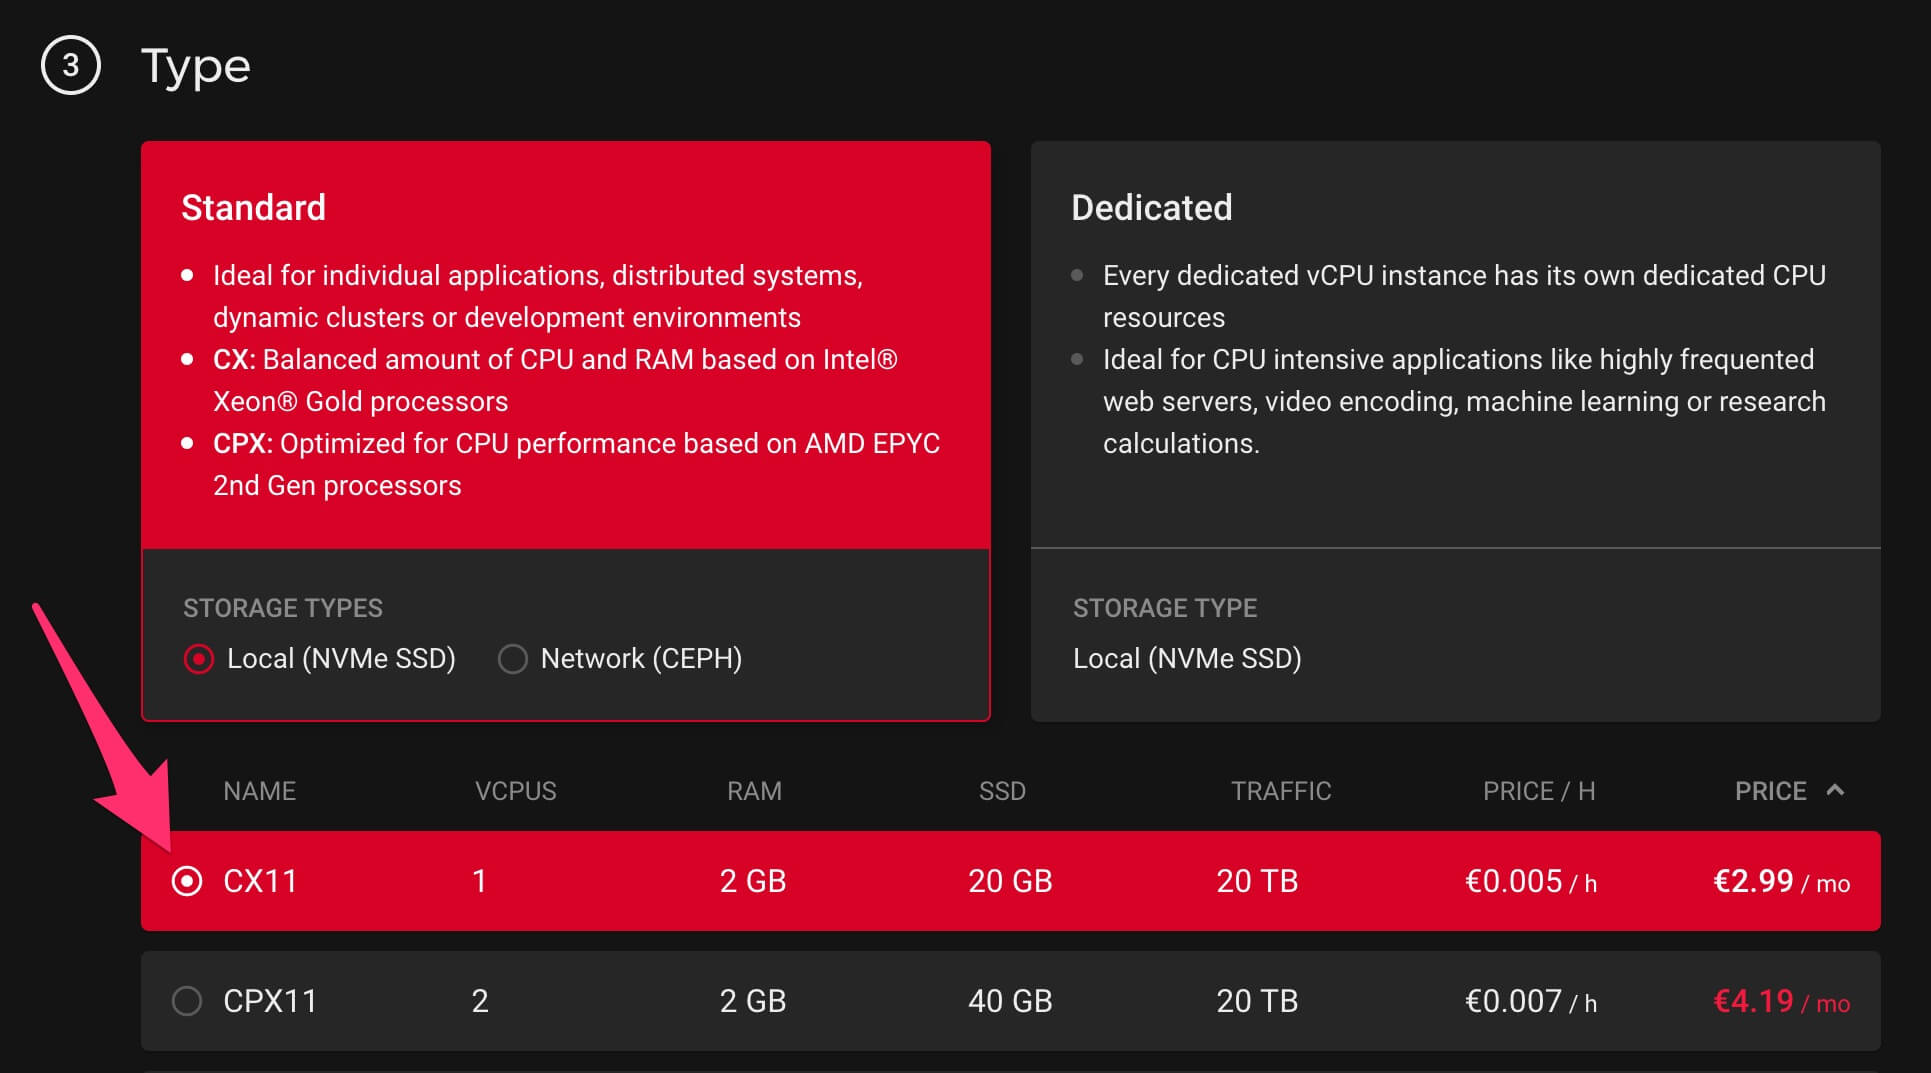 3 Type
Standard
Ideal for individual applications, distributed systems,
dynamic clusters or development environments
CX: Balanced amount of CPU and RAM based on Intel®
Xeon® Gold processors
CPX: Optimized for CPU performance based on AMD EPYC
2nd Gen processors
STORAGE TYPES
Local (NVMe SSD) Network (CEPH)
Dedicated
Every dedicated vCPU instance has its own dedicated CPU
resources
Ideal for CPU intensive applications like highly frequented
web servers, video encoding, machine learning or research
calculations.
STORAGE TYPE
Local (NVMe SSD)
NAME VCPUS RAM SSD TRAFFIC PRICE / H PRICE
CX11 1 2 GB 20 GB 20 TB €0.005 / h €2.99 / mo
CPX11 2 2 GB 40 GB 20 TB €0.007 / h €4.19 / mo